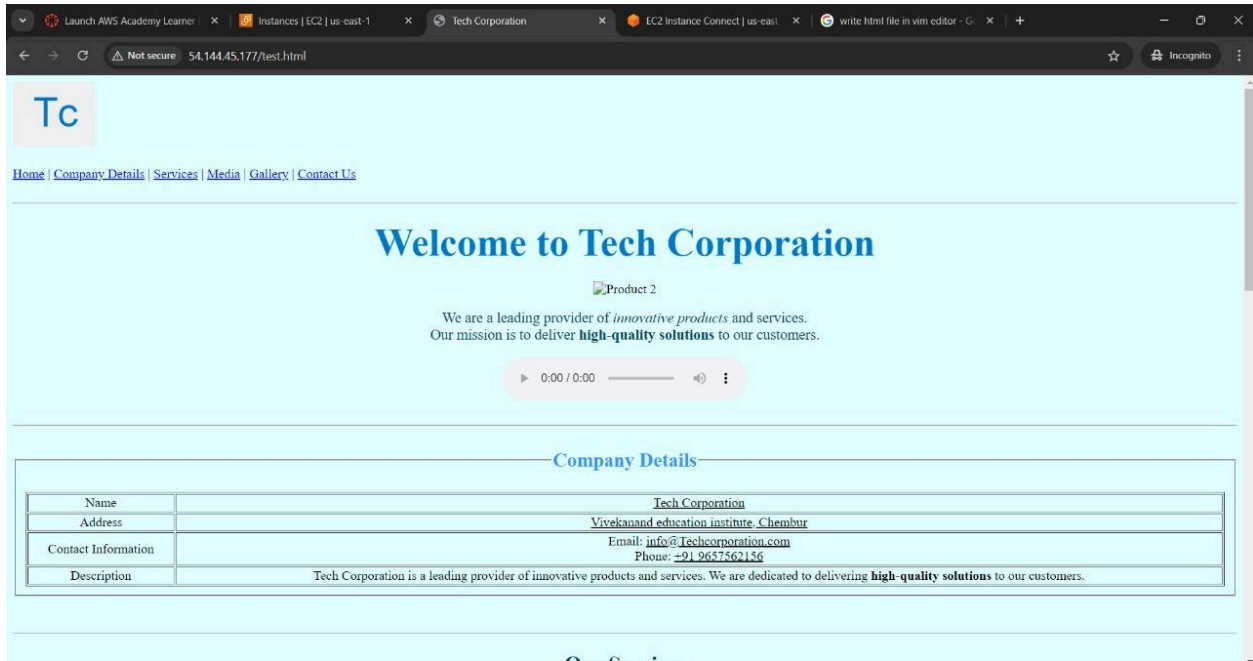 Launch AWS Academy Learner
Instances | EC2 | us-east-1
Tech Corporation
EC2 Instance Connect | us-east
write html file in vim editor - Go
Not secure 54.144.45.177/test.html
Incognito
Tc
Home | Company Details | Services | Media | Gallery | Contact Us
Welcome to Tech Corporation
Product 2
We are a leading provider of innovative products and services.
Our mission is to deliver high-quality solutions to our customers.
0:00 / 0:00
Company Details
Name Tech Corporation
Address Vivekanand education institute, Chembur
Contact Information Email: info@Techcorporation.com
Phone: +91 9657562156
Description Tech Corporation is a leading provider of innovative products and services. We are dedicated to delivering high-quality solutions to our customers.